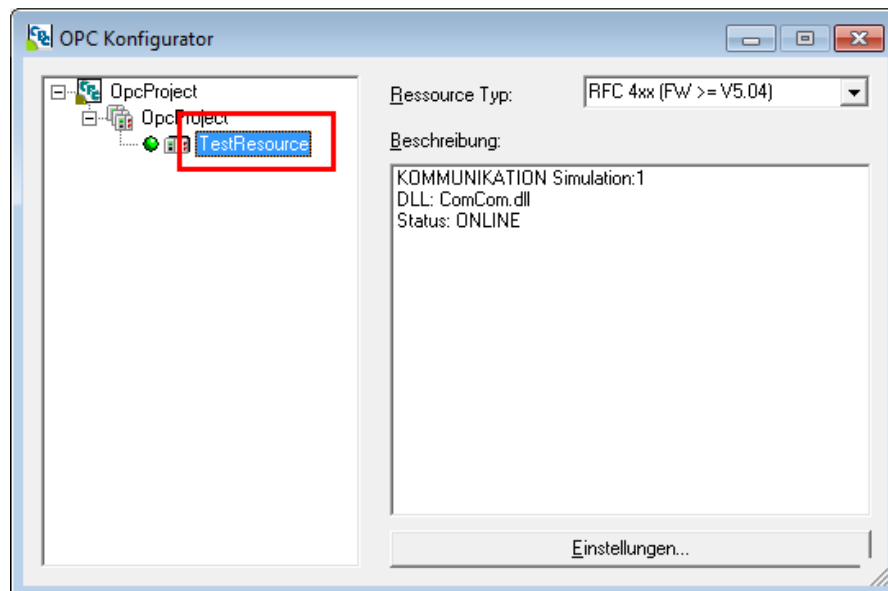 OPC Konfigurator
OpcProject
OpcProject
TestResource
Ressource Typ:
RFC 4xx (FW >= V5.04)
Beschreibung:
KOMMUNIKATION Simulation:1
DLL: ComCom.dll
Status: ONLINE
Einstellungen...